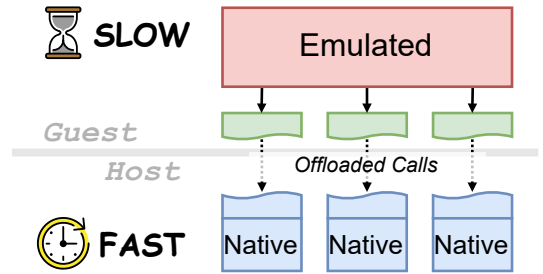 SLOW
Emulated
Guest
Host
Offloaded Calls
FAST
Native
Native
Native